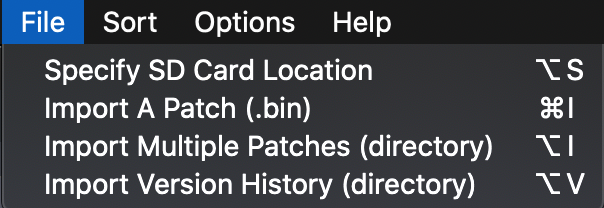 File Sort Options Help
Specify SD Card Location ⌥S
Import A Patch (.bin) ⌘I
Import Multiple Patches (directory) ⌥I
Import Version History (directory) ⌥V